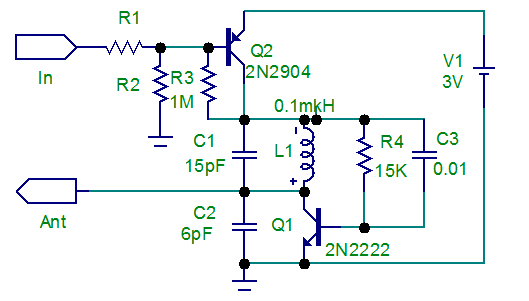 R1
In
R2
R3
1M
Q2
2N2904
V1
3V
0.1mkH
C1
15pF
L1
R4
15K
C3
0.01
Ant
C2
6pF
Q1
2N2222